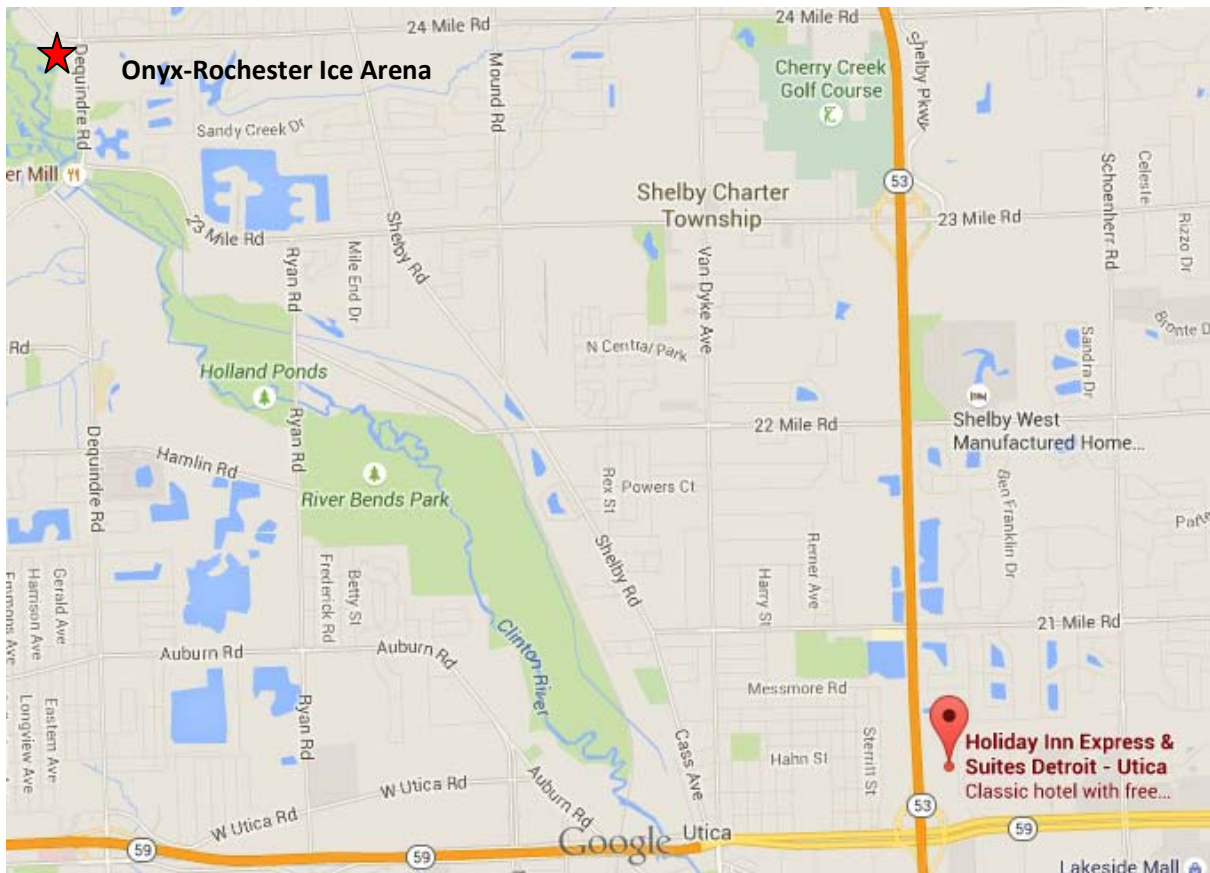 24 Mile Rd
24 Mile Rd
Dequindre Rd
Onyx-Rochester Ice Arena
Mound Rd
Shelby Pkwy
Cherry Creek
Golf Course
Sandy Creek Dr
er Mill
53
Shelby Charter
Township
Schoenherr Rd
Celeste
23 Mile Rd
Shelby Rd
23 Mile Rd
Rizzo Dr
Ryan Rd
Mile End Dr
Van Dyke Ave
Rd
N Central Park
Bronte D
Sandra Dr
Holland Ponds
Ryan Rd
22 Mile Rd
Shelby West
Manufactured Home...
Dequindre Rd
Hamlin Rd
River Bends Park
Rex St
Powers Ct
Ben Franklin Dr
Shelby Rd
Frederick Rd
Betty St
Harry St
Remer Ave
Emmons Ave
Harrison Ave
Gerald Ave
Auburn Rd
Auburn Rd
21 Mile Rd
Clinton River
Messmore Rd
Longview Ave
Eastern Ave
Ryan Rd
Cass Ave
Hahn St
Sterritt St
Holiday Inn Express &
Suites Detroit - Utica
Classic hotel with free...
W Utica Rd
Auburn Rd
W Utica Rd
53
59
Google
Utica
59
59
Lakeside Mall